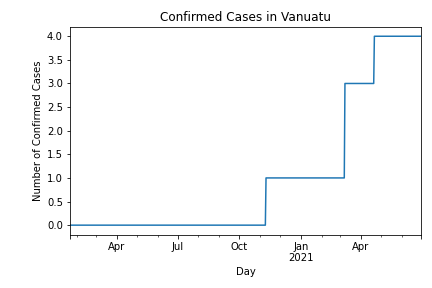 Confirmed Cases in Vanuatu
Number of Confirmed Cases
4.0
3.5
3.0
2.5
2.0
1.5
1.0
0.5
0.0
Apr Jul Oct Jan Apr
2021
Day